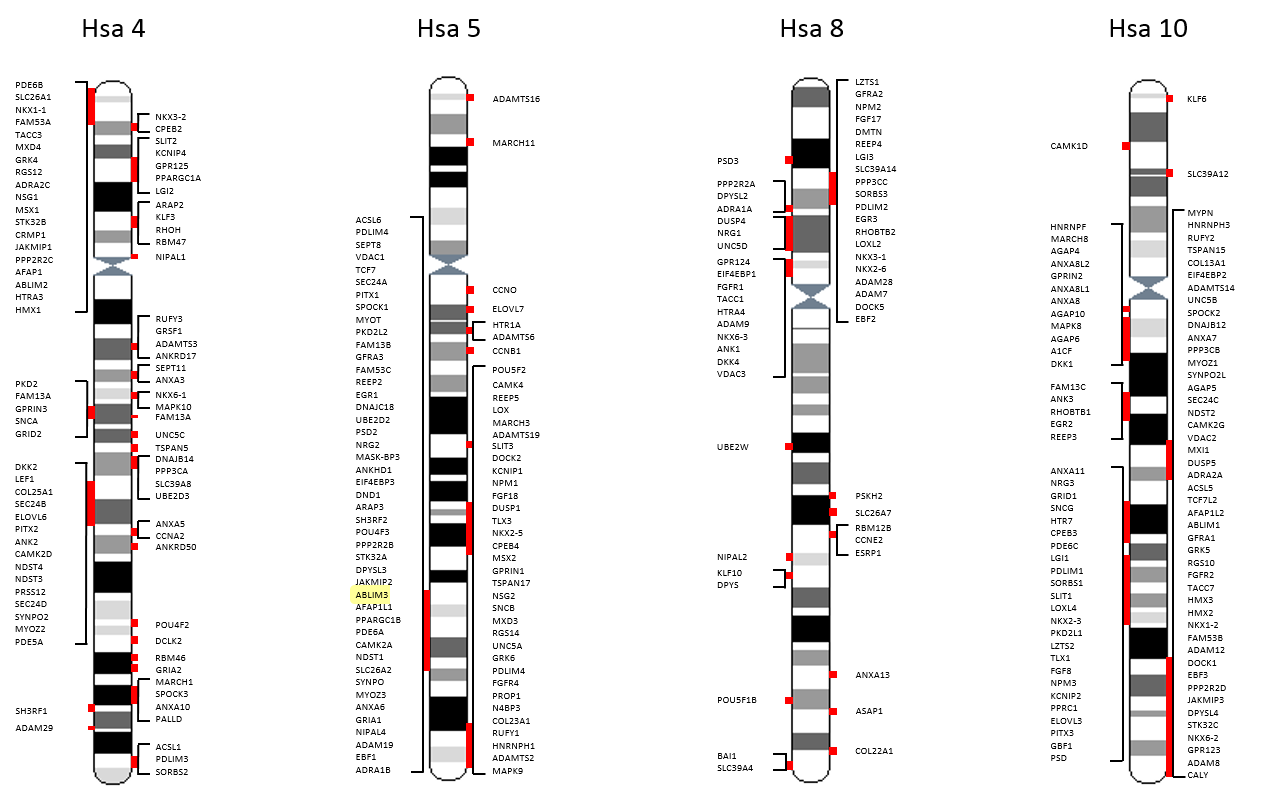 Hsa 4
PDE6B
SLC26A1
NKX1-1
FAM53A
TACC3
MXD4
GRK4
RGS12
ADRA2C
NSG1
MSX1
STK32B
CRMP1
JAKMIP1
PPP2R2C
AFAP1
ABLIM2
HTRA3
HMX1
PKD2
FAM13A
GPRIN3
SNCA
GRID2
DKK2
LEF1
COL25A1
SEC24B
ELOVL6
PITX2
ANK2
CAMK2D
NDST4
NDST3
PRSS12
SEC24D
SYNPO2
MYOZ2
PDE5A
SH3RF1
ADAM29
NKX3-2
CPEB2
SLIT2
KCNIP4
GPR125
PPARGC1A
LGI2
ARAP2
KLF3
RHOH
RBM47
NIPAL1
RUFY3
GRSF1
ADAMTS3
ANKRD17
SEPT11
ANXA3
NKX6-1
MAPK10
FAM13A
UNC5C
TSPAN5
DNAJB14
PPP3CA
SLC39A8
UBE2D3
ANXA5
CCNA2
ANKRD50
POU4F2
DCLK2
RBM46
GRIA2
MARCH1
SPOCK3
ANXA10
PALLD
ACSL1
PDLIM3
SORBS2
Hsa 5
ACSL6
PDLIM4
SEPT8
VDAC1
TCF7
SEC24A
PITX1
SPOCK1
MYOT
PKD2L2
FAM13B
GFRA3
FAM53C
REEP2
EGR1
DNAJC18
UBE2D2
PSD2
NRG2
MASK-BP3
ANKHD1
EIF4EBP3
DND1
ARAP3
SH3RF2
POU4F3
PPP2R2B
STK32A
DPYSL3
JAKMIP2
ABLIM3
AFAP1L1
PPARGC1B
PDE6A
CAMK2A
NDST1
SLC26A2
SYNPO
MYOZ3
ANXA6
GRIA1
NIPAL4
ADAM19
EBF1
ADRA1B
ADAMTS16
MARCH11
CCNO
ELOVL7
HTR1A
ADAMTS6
CCNB1
POU5F2
CAMK4
REEP5
LOX
MARCH3
ADAMTS19
SLIT3
DOCK2
KCNIP1
NPM1
FGF18
DUSP1
TLX3
NKX2-5
CPEB4
MSX2
GPRIN1
TSPAN17
NSG2
SNCB
MXD3
RGS14
UNC5A
GRK6
PDLIM4
FGFR4
PROP1
N4BP3
COL23A1
RUFY1
HNRNPH1
ADAMTS2
MAPK9
Hsa 8
PSD3
PPP2R2A
DPYSL2
ADRA1A
DUSP4
NRG1
UNC5D
GPR124
EIF4EBP1
FGFR1
TACC1
HTRA4
ADAM9
NKX6-3
ANK1
DKK4
VDAC3
UBE2W
NIPAL2
KLF10
DPYS
POU5F1B
BAI1
SLC39A4
LZTS1
GFRA2
NPM2
FGF17
DMTN
REEP4
LGI3
SLC39A14
PPP3CC
SORBS3
PDLIM2
EGR3
RHOBTB2
LOXL2
NKX3-1
NKX2-6
ADAM28
ADAM7
DOCK5
EBF2
PSKH2
SLC26A7
RBM12B
CCNE2
ESRP1
ANXA13
ASAP1
COL22A1
Hsa 10
CAMK1D
HNRNPF
MARCH8
AGAP4
ANXA8L2
GPRIN2
ANXA8L1
ANXA8
AGAP10
MAPK8
AGAP6
A1CF
DKK1
FAM13C
ANK3
RHOBTB1
EGR2
REEP3
ANXA11
NRG3
GRID1
SNCG
HTR7
CPEB3
PDE6C
LGI1
PDLIM1
SORBS1
SLIT1
LOXL4
NKX2-3
PKD2L1
LZTS2
TLX1
FGF8
NPM3
KCNIP2
PPRC1
ELOVL3
PITX3
GBF1
PSD
KLF6
SLC39A12
MYPN
HNRNPH3
RUFY2
TSPAN15
COL13A1
EIF4EBP2
ADAMTS14
UNC5B
SPOCK2
DNAJB12
ANXA7
PPP3CB
MYOZ1
SYNPO2L
AGAP5
SEC24C
NDST2
CAMK2G
VDAC2
MXI1
DUSP5
ADRA2A
ACSL5
TCF7L2
AFAP1L2
ABLIM1
GFRA1
GRK5
RGS10
FGFR2
TACC7
HMX3
HMX2
NKX1-2
FAM53B
ADAM12
DOCK1
EBF3
PPP2R2D
JAKMIP3
DPYSL4
STK32C
NKX6-2
GPR123
ADAM8
CALY